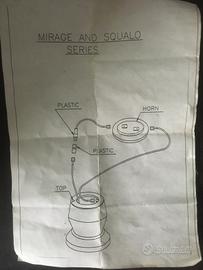 MIRAGE AND SQUALO
SERIES
PLASTIC
HORN
PLASTIC
TOP